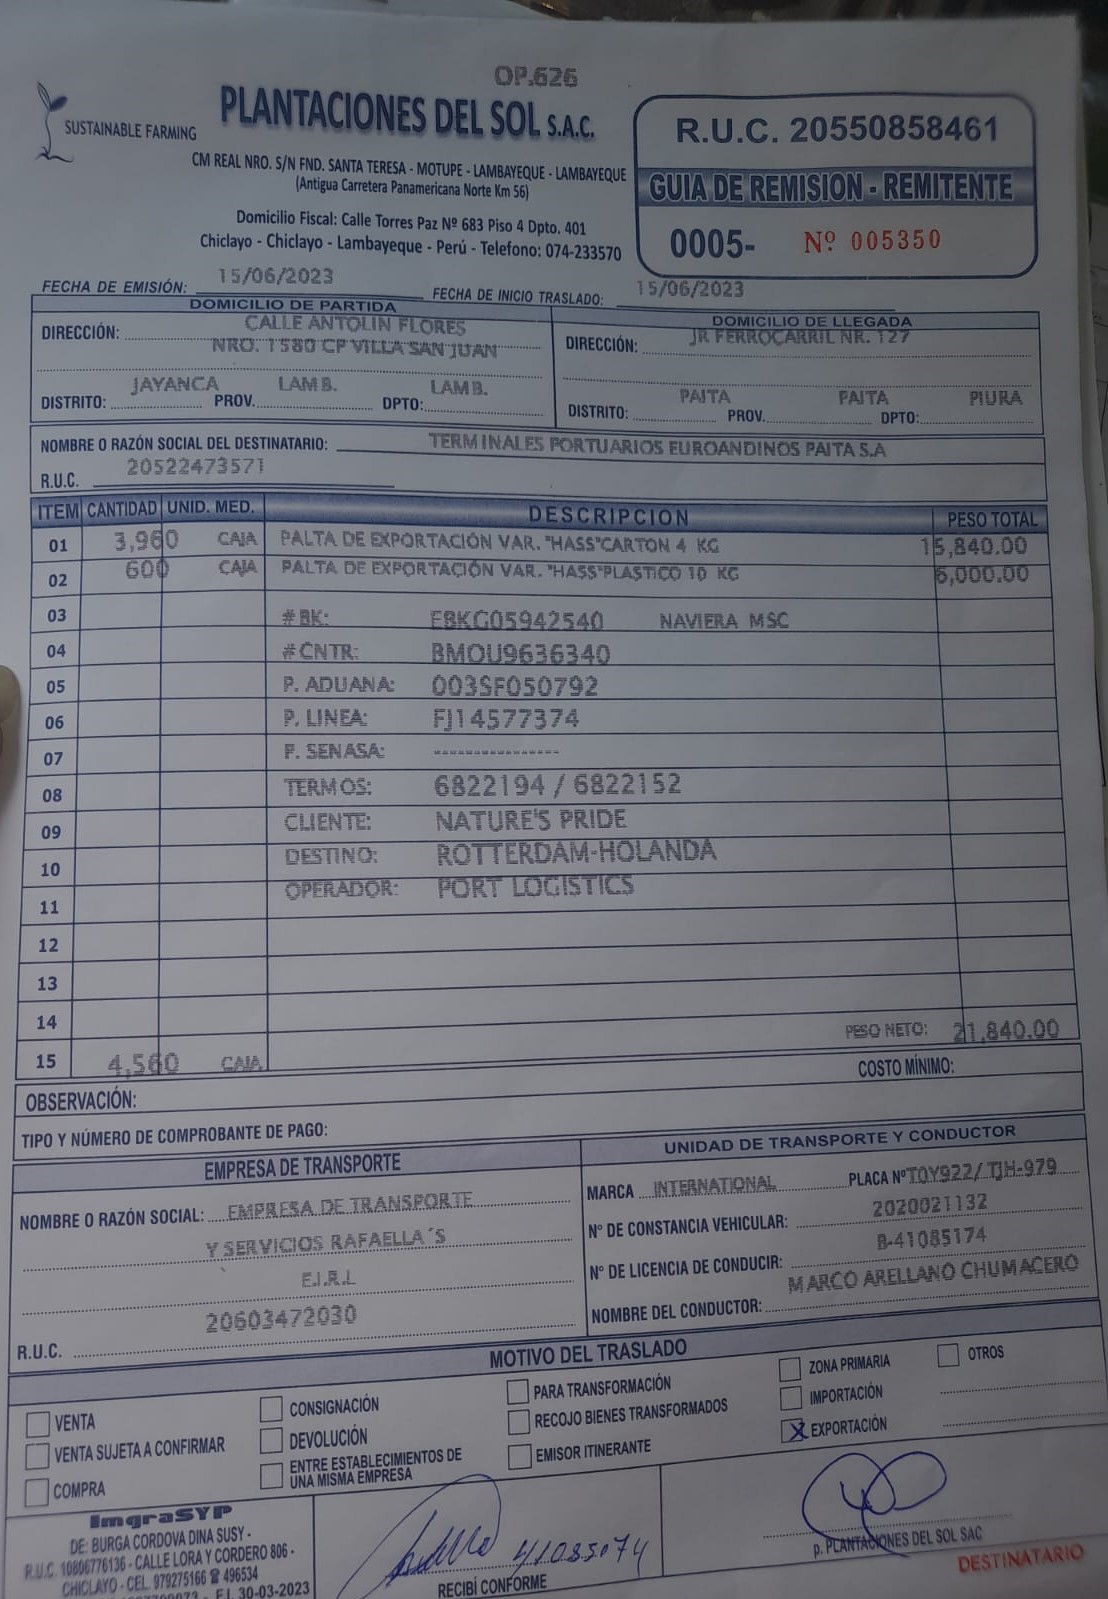 OP.626
SUSTAINABLE FARMING
PLANTACIONES DEL SOL S.A.C.
CM REAL NRO. S/N FND. SANTA TERESA - MOTUPE - LAMBAYEQUE - LAMBAYEQUE
(Antigua Carretera Panamericana Norte Km 56)
Domicilio Fiscal: Calle Torres Paz Nº 683 Piso 4 Dpto. 401
Chiclayo - Chiclayo - Lambayeque - Perú - Telefono: 074-233570
R.U.C. 20550858461
GUIA DE REMISION - REMITENTE
0005- Nº 005350
FECHA DE EMISIÓN: 15/06/2023 FECHA DE INICIO TRASLADO: 15/06/2023
DOMICILIO DE PARTIDA
DIRECCIÓN: CALLE ANTOLIN FLORES
NRO. 1580 CP VILLA SAN JUAN
JAYANCA LAMB. LAMB.
DISTRITO: PROV. DPTO:
DOMICILIO DE LLEGADA
DIRECCIÓN: JR FERROCARRIL NR. 127
PAITA PAITA PIURA
DISTRITO: PROV. DPTO:
NOMBRE O RAZÓN SOCIAL DEL DESTINATARIO: TERMINALES PORTUARIOS EUROANDINOS PAITA S.A
R.U.C. 20522473571
ITEM CANTIDAD UNID. MED. DESCRIPCION PESO TOTAL
01 3,960 CAJA PALTA DE EXPORTACIÓN VAR. "HASS"CARTON 4 KG 15,840.00
02 600 CAJA PALTA DE EXPORTACIÓN VAR. "HASS"PLASTICO 10 KG 6,000.00
03 # BK: EBKG05942540 NAVIERA MSC
04 # CNTR: BMOU9636340
05 P. ADUANA: 003SF050792
06 P. LINEA: FJ14577374
07 P. SENASA: ---------------
08 TERMOS: 6822194 / 6822152
09 CLIENTE: NATURE'S PRIDE
10 DESTINO: ROTTERDAM-HOLANDA
11 OPERADOR: PORT LOGISTICS
12
13
14 PESO NETO: 21,840.00
15 4,560 CAJA
COSTO MÍNIMO:
OBSERVACIÓN:
TIPO Y NÚMERO DE COMPROBANTE DE PAGO:
EMPRESA DE TRANSPORTE
NOMBRE O RAZÓN SOCIAL: EMPRESA DE TRANSPORTE
Y SERVICIOS RAFAELLA´S
E.I.R.L
20603472030
R.U.C.
UNIDAD DE TRANSPORTE Y CONDUCTOR
MARCA INTERNATIONAL PLACA Nº T0Y922/ TJH-979
Nº DE CONSTANCIA VEHICULAR: 2020021132
Nº DE LICENCIA DE CONDUCIR: B-41085174
NOMBRE DEL CONDUCTOR: MARCO ARELLANO CHUMACERO
MOTIVO DEL TRASLADO
VENTA
VENTA SUJETA A CONFIRMAR
COMPRA
CONSIGNACIÓN
DEVOLUCIÓN
ENTRE ESTABLECIMIENTOS DE
UNA MISMA EMPRESA
PARA TRANSFORMACIÓN
RECOJO BIENES TRANSFORMADOS
EMISOR ITINERANTE
ZONA PRIMARIA
IMPORTACIÓN
X EXPORTACIÓN
OTROS
ImgraSYP
DE: BURGA CORDOVA DINA SUSY -
R.U.C. 10806776136 - CALLE LORA Y CORDERO 806 -
CHICLAYO - CEL. 979275166 ☎ 496534
F.I. 30-03-2023
RECIBÍ CONFORME
p. PLANTACIONES DEL SOL SAC
DESTINATARIO